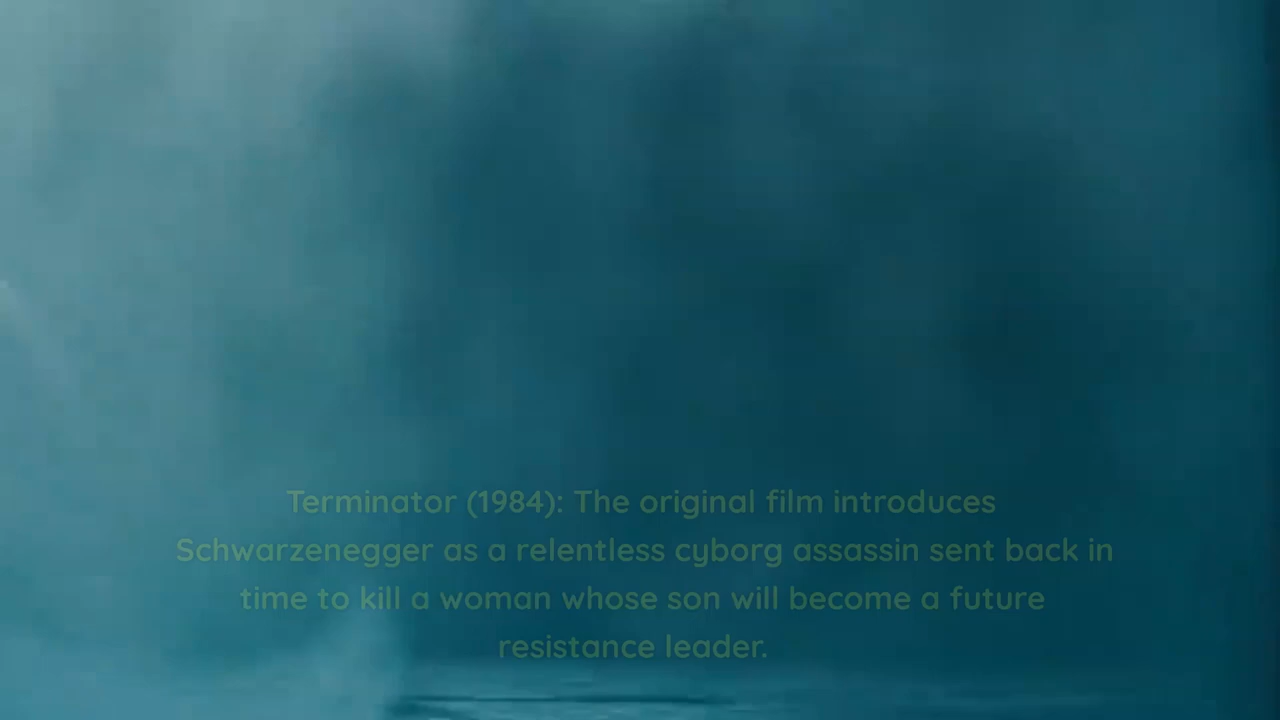 Terminator (1984): The original film introduces
Schwarzenegger as a relentless cyborg assassin sent back in
time to kill a woman whose son will become a future
resistance leader.